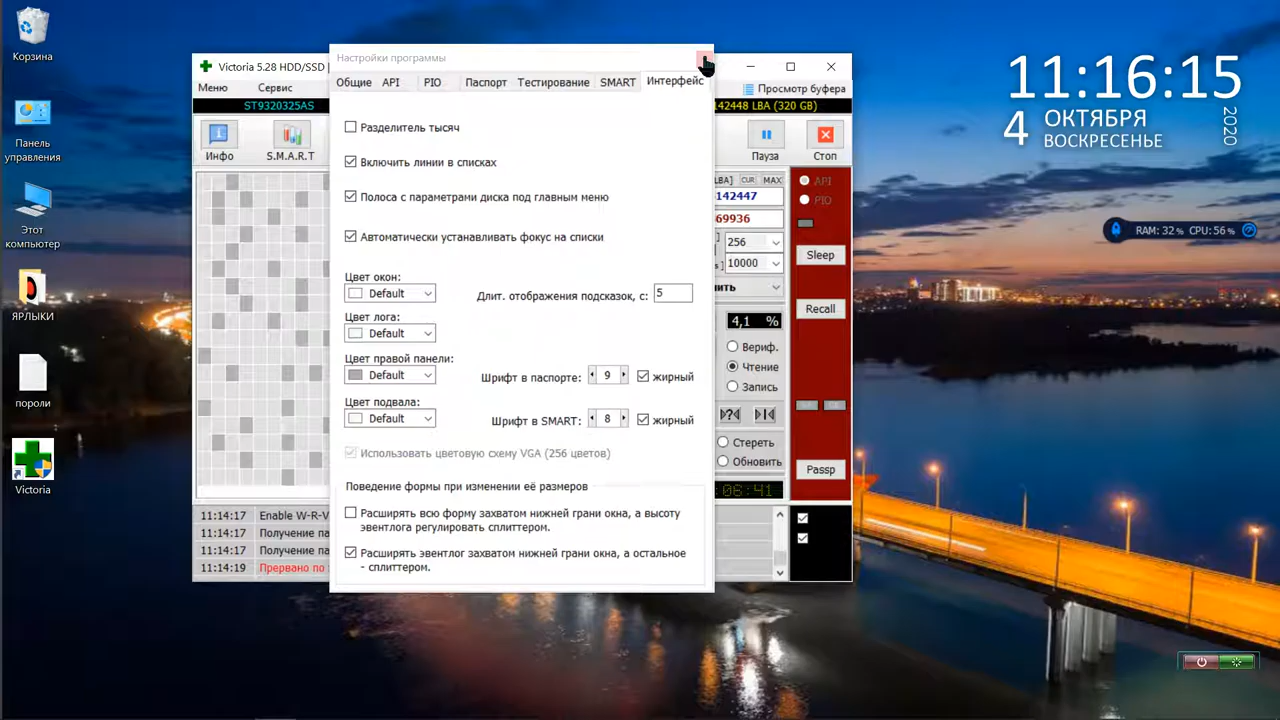 Корзина
Панель
управления
Этот
компьютер
ЯРЛЫКИ
пороли
Victoria
Victoria 5.28 HDD/SSD
Меню
Сервис
Просмотр буфера
ST9320325AS
142448 LBA (320 GB)
Инфо
S.M.A.R.T
Пауза
Стоп
Настройки программы
Общие
API
PIO
Паспорт
Тестирование
SMART
Интерфейс
Разделитель тысяч
Включить линии в списках
Полоса с параметрами диска под главным меню
Автоматически устанавливать фокус на списки
Цвет окон:
Default
Длит. отображения подсказок, с:
5
Цвет лога:
Default
Цвет правой панели:
Default
Шрифт в паспорте:
9
жирный
Цвет подвала:
Default
Шрифт в SMART:
8
жирный
Использовать цветовую схему VGA (256 цветов)
Поведение формы при изменении её размеров
Расширять всю форму захватом нижней грани окна, а высоту
эвентлога регулировать сплиттером.
Расширять эвентлог захватом нижней грани окна, а остальное
- сплиттером.
LBA]
CUR
MAX
142447
69936
256
10000
ить
4,1 %
Вериф.
Чтение
Запись
Стереть
Обновить
:06:41
API
PIO
Sleep
Recall
Passp
11:14:17 Enable W-R-V
11:14:17 Получение па
11:14:17 Получение па
11:14:19 Прервано по
11:16:15
4
ОКТЯБРЯ
ВОСКРЕСЕНЬЕ
2020
RAM: 32 % CPU: 56 %